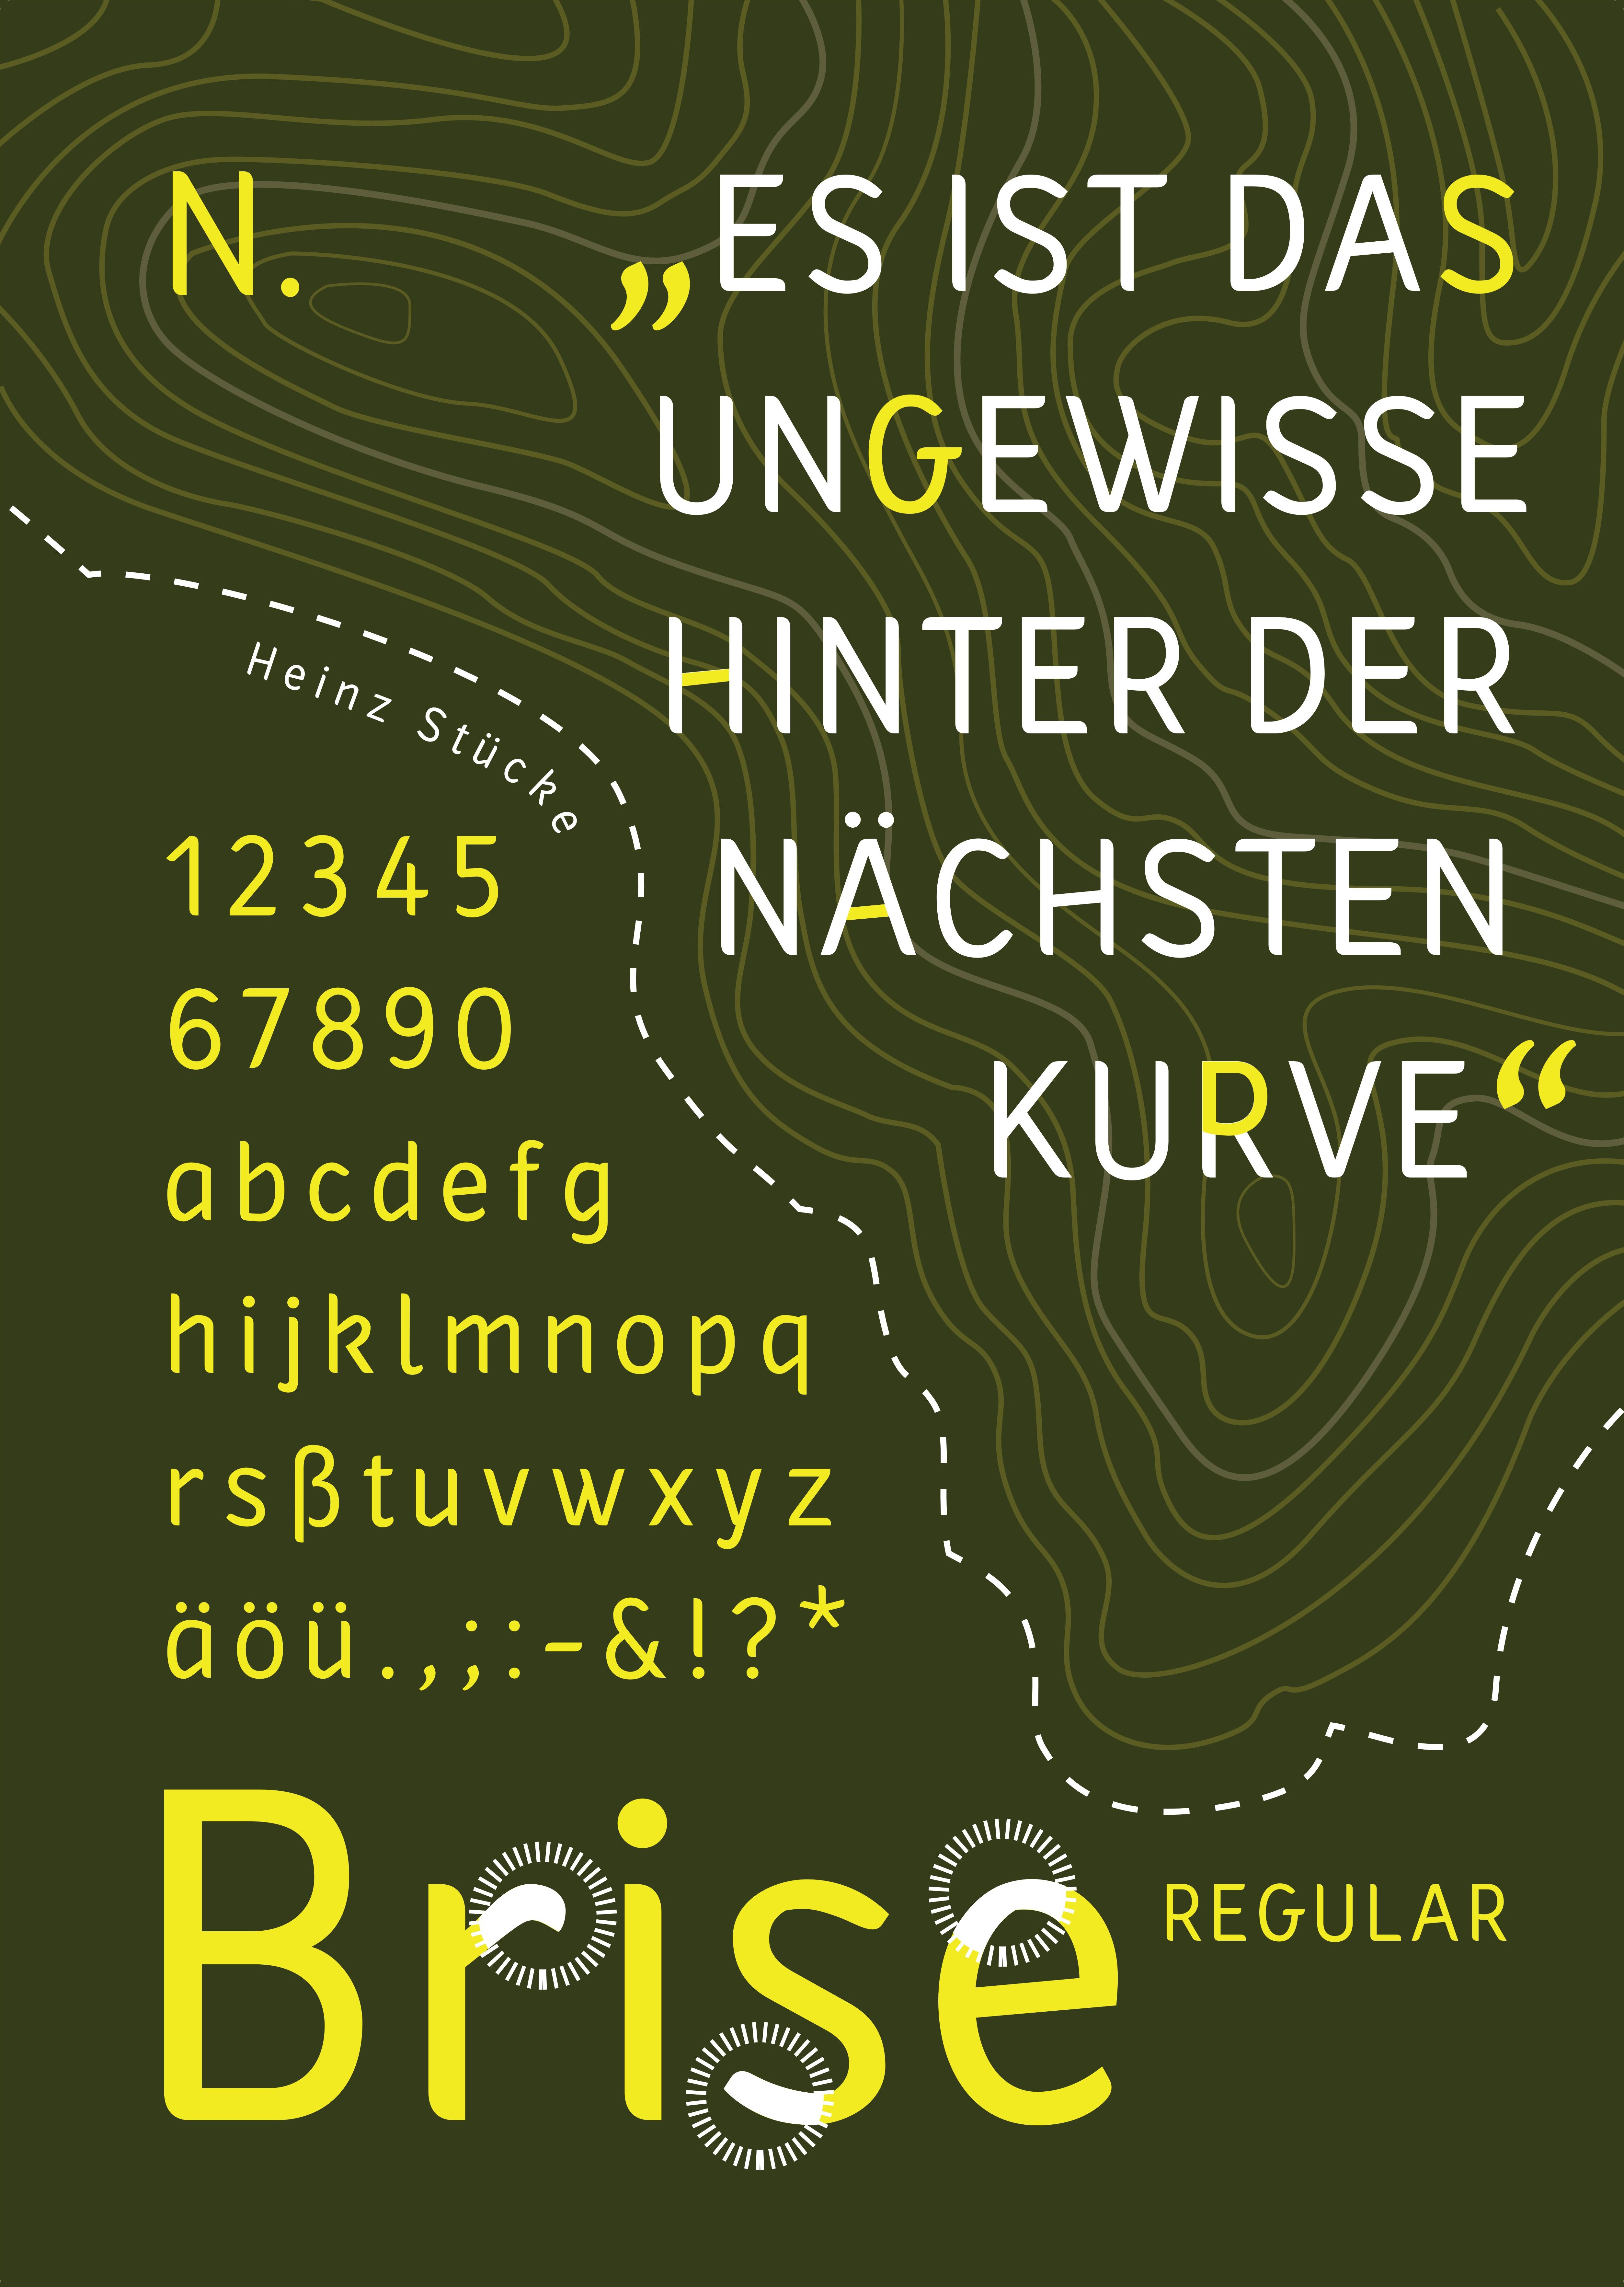 N.
„ES IST DAS
UNGEWISSE
HINTER DER
NÄCHSTEN
KURVE“
Heinz Stücke
12345
67890
abcdefg
hijklmnopq
rsßtuvwxyz
äöü.,;:-&!?*
Brise
REGULAR